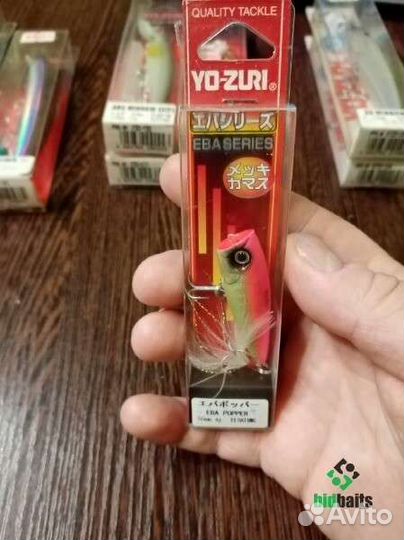 QUALITY TACKLE
YO-ZURI®
エバシリーズ
EBA SERIES
メッキ
カマス
エバポッパー
EBA POPPER
bidbaits
Avito